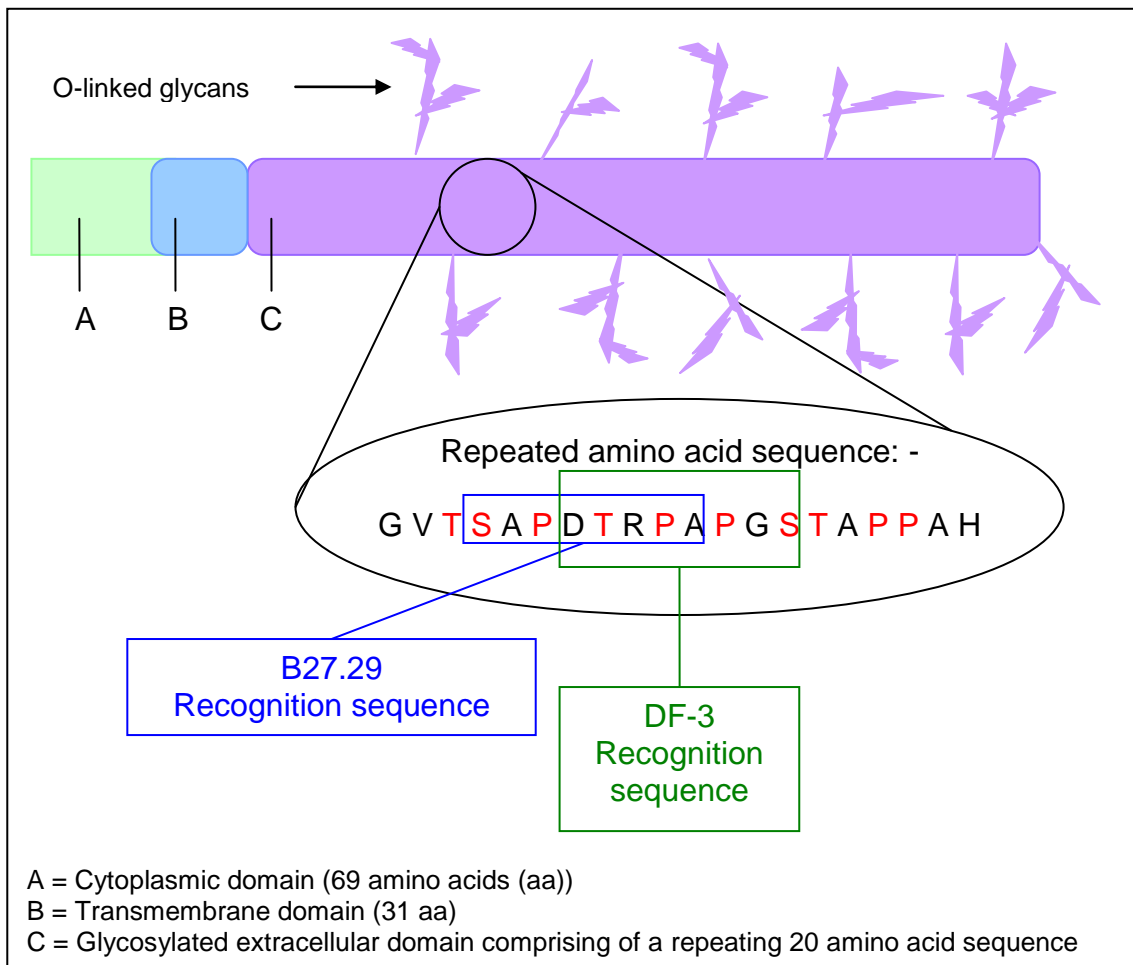 O-linked glycans
A
B
C
Repeated amino acid sequence: -
G V T S A P D T R P A P G S T A P P A H
B27.29
Recognition sequence
DF-3
Recognition
sequence
A = Cytoplasmic domain (69 amino acids (aa))
B = Transmembrane domain (31 aa)
C = Glycosylated extracellular domain comprising of a repeating 20 amino acid sequence